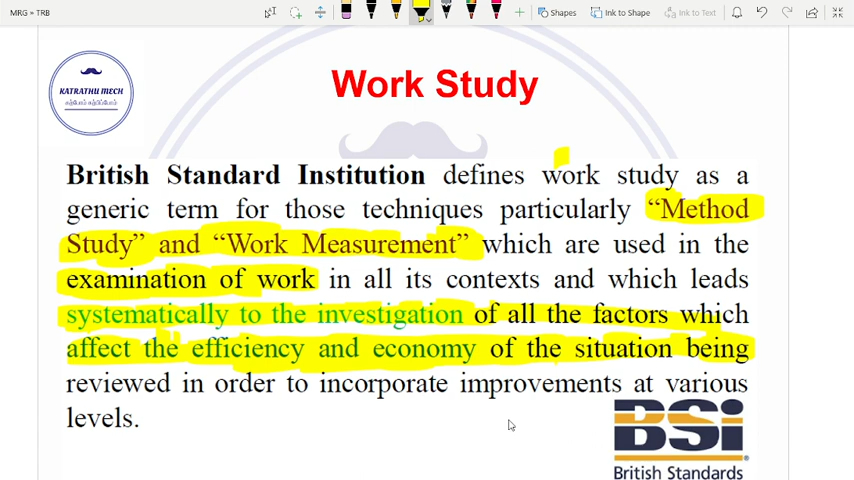 MRG » TRB
Shapes
Ink to Shape
Ink to Text
KATRATHU MECH
கற்போம் கற்பிப்போம்
Work Study
British Standard Institution defines work study as a
generic term for those techniques particularly “Method
Study” and “Work Measurement” which are used in the
examination of work in all its contexts and which leads
systematically to the investigation of all the factors which
affect the efficiency and economy of the situation being
reviewed in order to incorporate improvements at various
levels.
BSi
British Standards